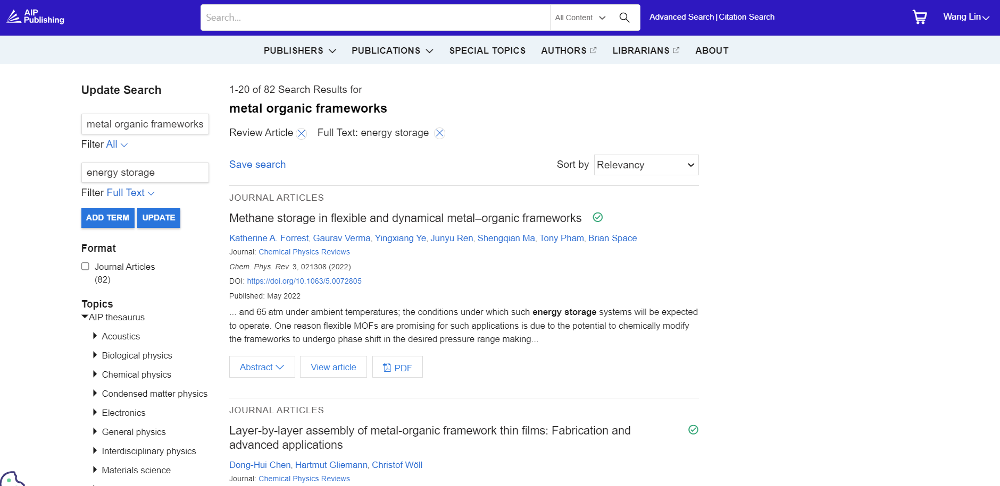 AIP
Publishing
Search...
All Content
Advanced Search|Citation Search
Wang Lin
PUBLISHERS
PUBLICATIONS
SPECIAL TOPICS
AUTHORS
LIBRARIANS
ABOUT
Update Search
metal organic frameworks
Filter All
energy storage
Filter Full Text
ADD TERM
UPDATE
Format
Journal Articles
(82)
Topics
AIP thesaurus
Acoustics
Biological physics
Chemical physics
Condensed matter physics
Electronics
General physics
Interdisciplinary physics
Materials science
1-20 of 82 Search Results for
metal organic frameworks
Review Article
Full Text: energy storage
Save search
Sort by Relevancy
JOURNAL ARTICLES
Methane storage in flexible and dynamical metal–organic frameworks
Katherine A. Forrest, Gaurav Verma, Yingxiang Ye, Junyu Ren, Shengqian Ma, Tony Pham, Brian Space
Journal: Chemical Physics Reviews
Chem. Phys. Rev. 3, 021308 (2022)
DOI: https://doi.org/10.1063/5.0072805
Published: May 2022
... and 65 atm under ambient temperatures; the conditions under which such energy storage systems will be expected
to operate. One reason flexible MOFs are promising for such applications is due to the potential to chemically modify
the frameworks to undergo phase shift in the desired pressure range making...
Abstract
View article
PDF
JOURNAL ARTICLES
Layer-by-layer assembly of metal-organic framework thin films: Fabrication and
advanced applications
Dong-Hui Chen, Hartmut Gliemann, Christof Wöll
Journal: Chemical Physics Reviews